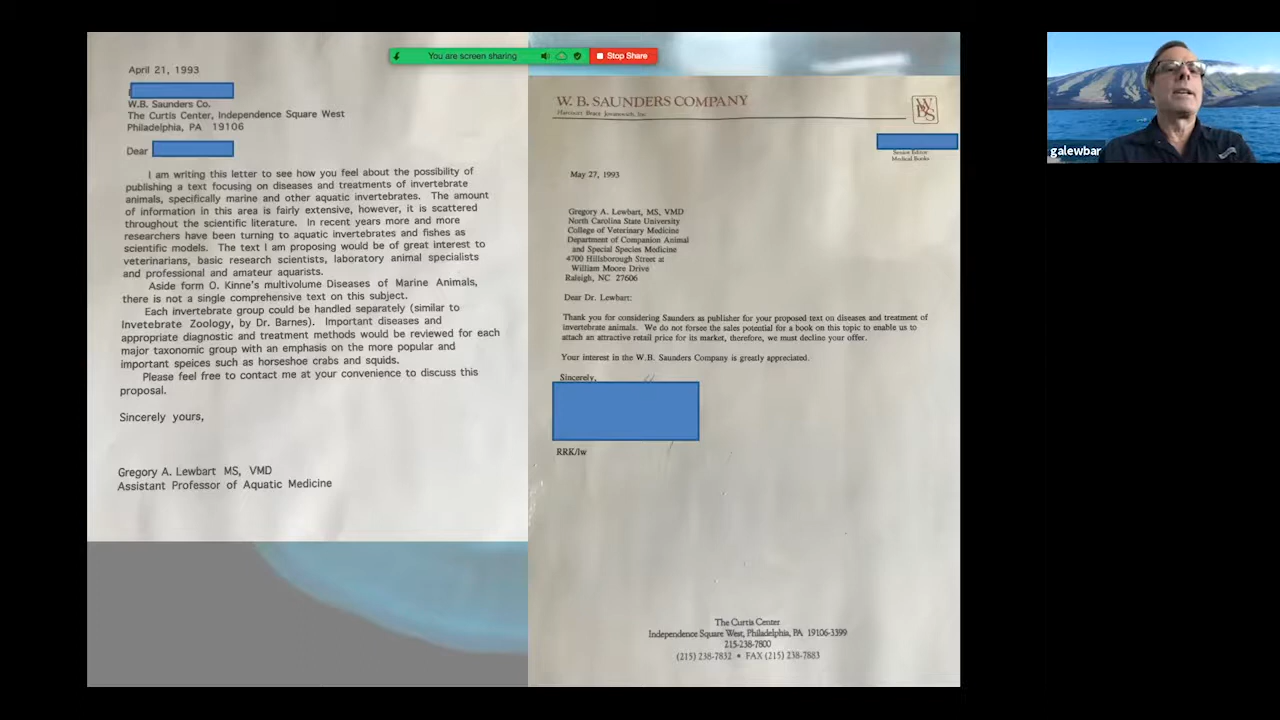 You are screen sharing
Stop Share
April 21, 1993
W.B. Saunders Co.
The Curtis Center, Independence Square West
Philadelphia, PA 19106
Dear
I am writing this letter to see how you feel about the possibility of
publishing a text focusing on diseases and treatments of invertebrate
animals, specifically marine and other aquatic invertebrates. The amount
of information in this area is fairly extensive, however, it is scattered
throughout the scientific literature. In recent years more and more
researchers have been turning to aquatic invertebrates and fishes as
scientific models. The text I am proposing would be of great interest to
veterinarians, basic research scientists, laboratory animal specialists
and professional and amateur aquarists.
Aside form O. Kinne's multivolume Diseases of Marine Animals,
there is not a single comprehensive text on this subject.
Each invertebrate group could be handled separately (similar to
Invetebrate Zoology, by Dr. Barnes). Important diseases and
appropriate diagnostic and treatment methods would be reviewed for each
major taxonomic group with an emphasis on the more popular and
important speices such as horseshoe crabs and squids.
Please feel free to contact me at your convenience to discuss this
proposal.
Sincerely yours,
Gregory A. Lewbart MS, VMD
Assistant Professor of Aquatic Medicine
W. B. SAUNDERS COMPANY
Harcourt Brace Jovanovich, Inc.
WBS
Senior Editor
Medical Books
May 27, 1993
Gregory A. Lewbart, MS, VMD
North Carolina State University
College of Veterinary Medicine
Department of Companion Animal
and Special Species Medicine
4700 Hillsborough Street at
William Moore Drive
Raleigh, NC 27606
Dear Dr. Lewbart:
Thank you for considering Saunders as publisher for your proposed text on diseases and treatment of
invertebrate animals. We do not forsee the sales potential for a book on this topic to enable us to
attach an attractive retail price for its market, therefore, we must decline your offer.
Your interest in the W.B. Saunders Company is greatly appreciated.
Sincerely,
RRK/lw
The Curtis Center
Independence Square West, Philadelphia, PA 19106-3399
215-238-7800
(215) 238-7832 • FAX (215) 238-7883
galewbar